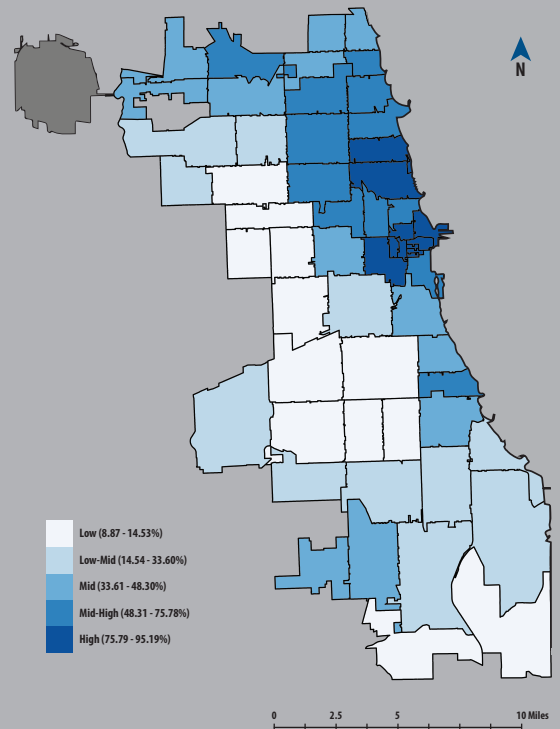 N
Low (8.87 - 14.53%)
Low-Mid (14.54 - 33.60%)
Mid (33.61 - 48.30%)
Mid-High (48.31 - 75.78%)
High (75.79 - 95.19%)
0 2.5 5 10 Miles